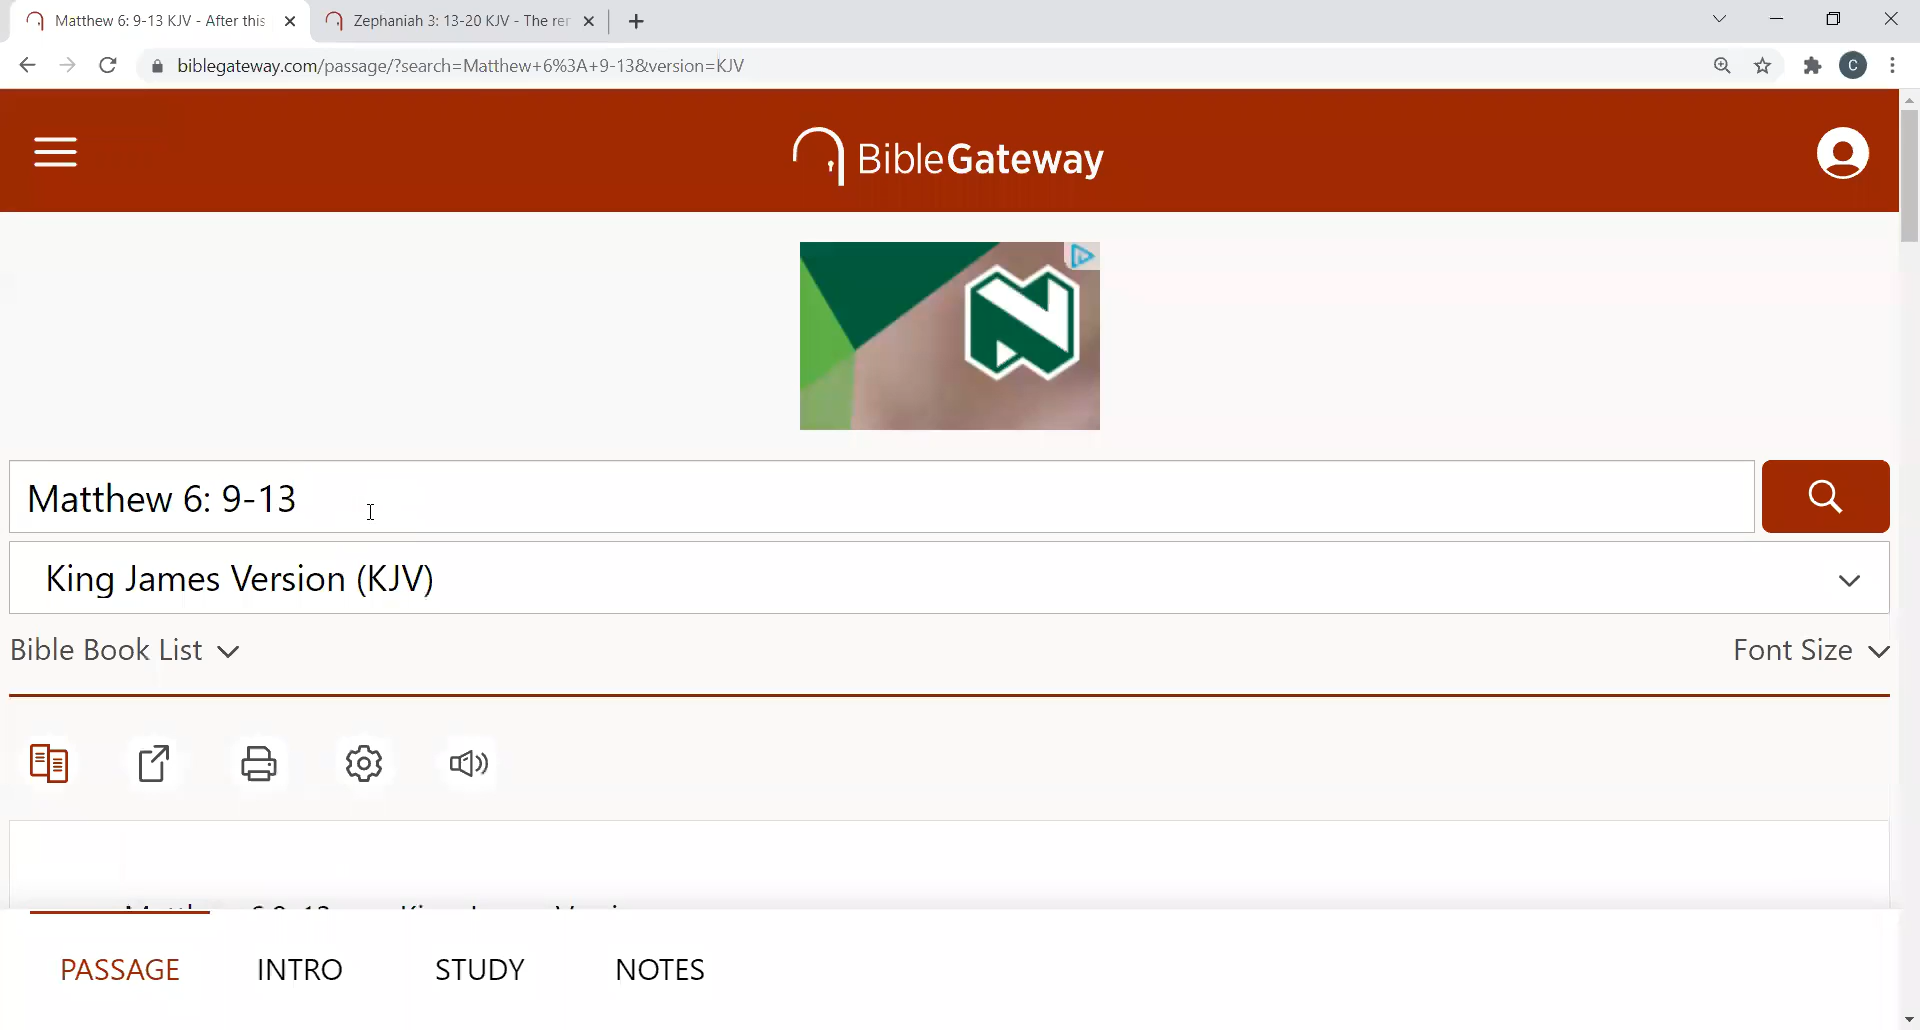 Matthew 6: 9-13 KJV - After this
Zephaniah 3: 13-20 KJV - The rer
biblegateway.com/passage/?search=Matthew+6%3A+9-13&version=KJV
C
BibleGateway
N
Matthew 6: 9-13
King James Version (KJV)
Bible Book List
Font Size
PASSAGE INTRO STUDY NOTES